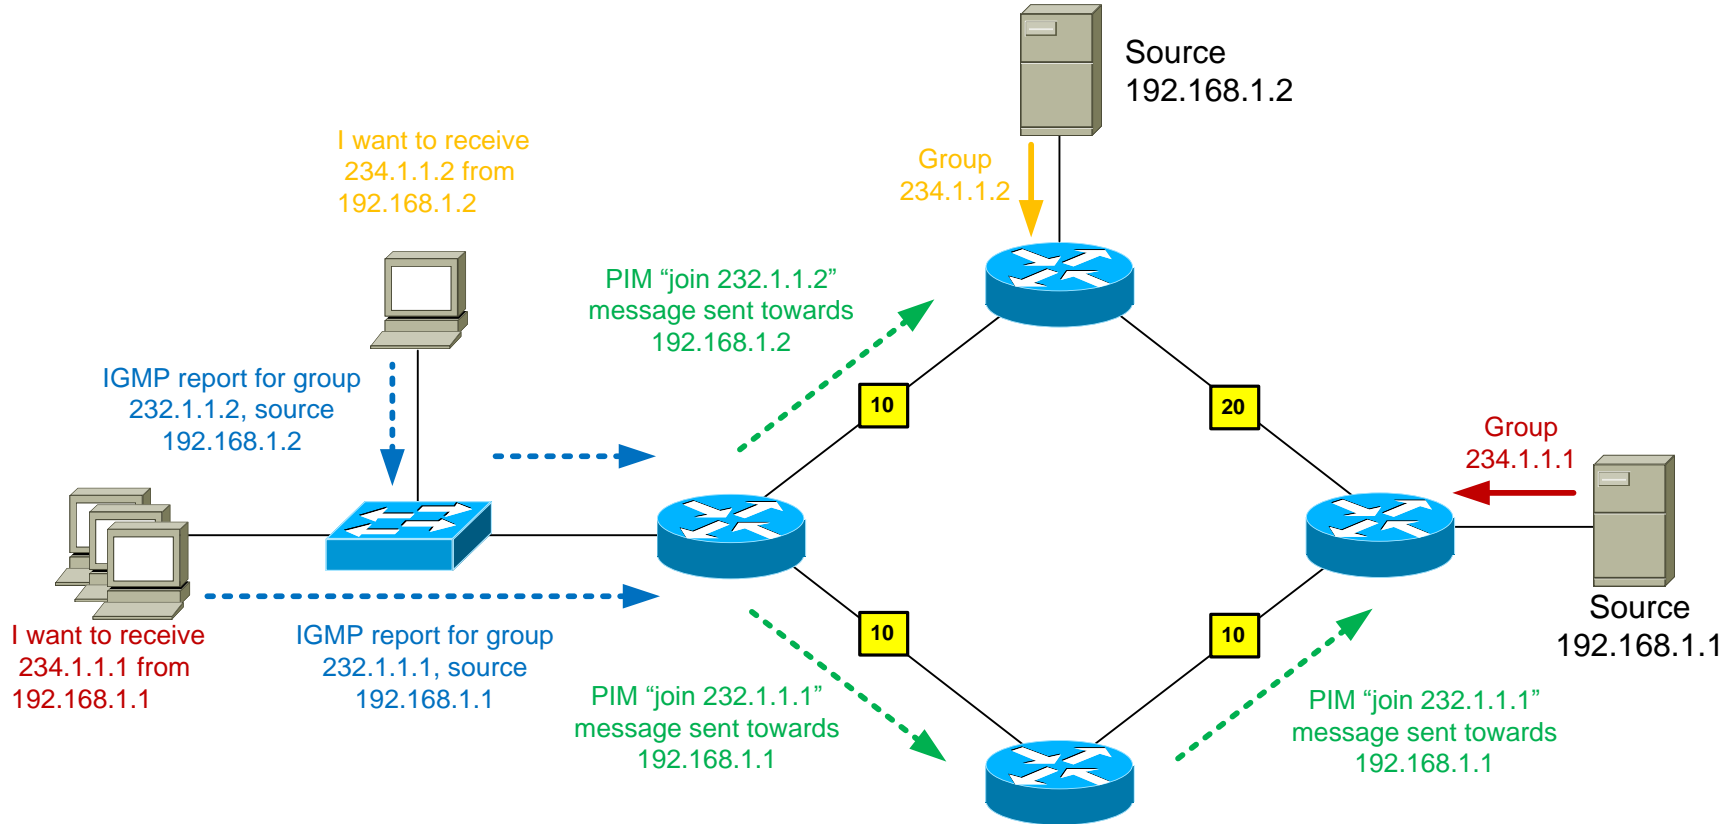 Source
192.168.1.2
I want to receive
234.1.1.2 from
192.168.1.2
Group
234.1.1.2
PIM “join 232.1.1.2”
message sent towards
192.168.1.2
IGMP report for group
232.1.1.2, source
192.168.1.2
10
20
Group
234.1.1.1
Source
192.168.1.1
I want to receive
234.1.1.1 from
192.168.1.1
IGMP report for group
232.1.1.1, source
192.168.1.1
10
10
PIM “join 232.1.1.1”
message sent towards
192.168.1.1
PIM “join 232.1.1.1”
message sent towards
192.168.1.1